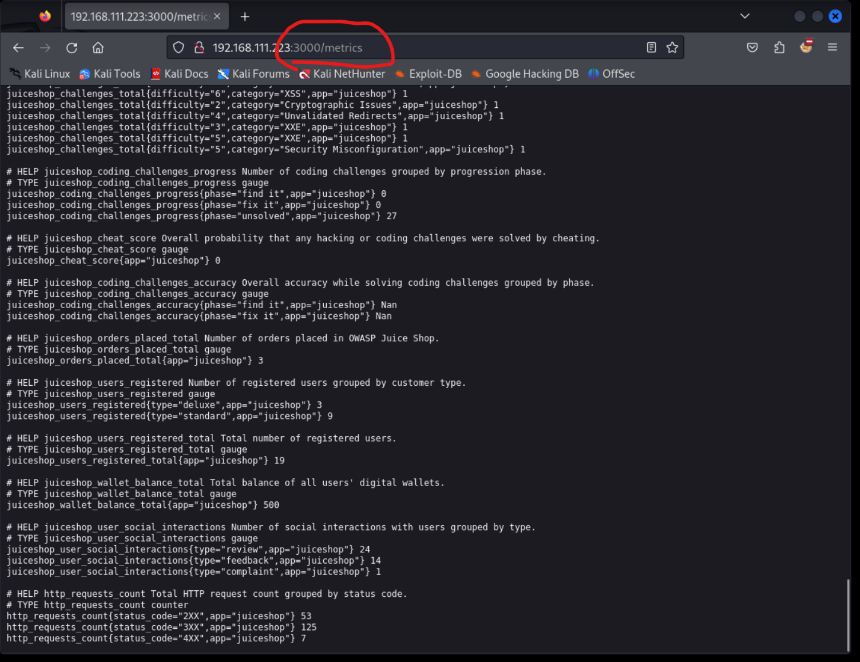 192.168.111.223:3000/metric
192.168.111.223:3000/metrics
Kali Linux Kali Tools Kali Docs Kali Forums Kali NetHunter Exploit-DB Google Hacking DB OffSec
juiceshop_challenges_total{difficulty="6",category="XSS",app="juiceshop"} 1
juiceshop_challenges_total{difficulty="2",category="Cryptographic Issues",app="juiceshop"} 1
juiceshop_challenges_total{difficulty="4",category="Unvalidated Redirects",app="juiceshop"} 1
juiceshop_challenges_total{difficulty="3",category="XXE",app="juiceshop"} 1
juiceshop_challenges_total{difficulty="5",category="XXE",app="juiceshop"} 1
juiceshop_challenges_total{difficulty="5",category="Security Misconfiguration",app="juiceshop"} 1
# HELP juiceshop_coding_challenges_progress Number of coding challenges grouped by progression phase.
# TYPE juiceshop_coding_challenges_progress gauge
juiceshop_coding_challenges_progress{phase="find it",app="juiceshop"} 0
juiceshop_coding_challenges_progress{phase="fix it",app="juiceshop"} 0
juiceshop_coding_challenges_progress{phase="unsolved",app="juiceshop"} 27
# HELP juiceshop_cheat_score Overall probability that any hacking or coding challenges were solved by cheating.
# TYPE juiceshop_cheat_score gauge
juiceshop_cheat_score{app="juiceshop"} 0
# HELP juiceshop_coding_challenges_accuracy Overall accuracy while solving coding challenges grouped by phase.
# TYPE juiceshop_coding_challenges_accuracy gauge
juiceshop_coding_challenges_accuracy{phase="find it",app="juiceshop"} Nan
juiceshop_coding_challenges_accuracy{phase="fix it",app="juiceshop"} Nan
# HELP juiceshop_orders_placed_total Number of orders placed in OWASP Juice Shop.
# TYPE juiceshop_orders_placed_total gauge
juiceshop_orders_placed_total{app="juiceshop"} 3
# HELP juiceshop_users_registered Number of registered users grouped by customer type.
# TYPE juiceshop_users_registered gauge
juiceshop_users_registered{type="deluxe",app="juiceshop"} 3
juiceshop_users_registered{type="standard",app="juiceshop"} 9
# HELP juiceshop_users_registered_total Total number of registered users.
# TYPE juiceshop_users_registered_total gauge
juiceshop_users_registered_total{app="juiceshop"} 19
# HELP juiceshop_wallet_balance_total Total balance of all users' digital wallets.
# TYPE juiceshop_wallet_balance_total gauge
juiceshop_wallet_balance_total{app="juiceshop"} 500
# HELP juiceshop_user_social_interactions Number of social interactions with users grouped by type.
# TYPE juiceshop_user_social_interactions gauge
juiceshop_user_social_interactions{type="review",app="juiceshop"} 24
juiceshop_user_social_interactions{type="feedback",app="juiceshop"} 14
juiceshop_user_social_interactions{type="complaint",app="juiceshop"} 1
# HELP http_requests_count Total HTTP request count grouped by status code.
# TYPE http_requests_count counter
http_requests_count{status_code="2XX",app="juiceshop"} 53
http_requests_count{status_code="3XX",app="juiceshop"} 125
http_requests_count{status_code="4XX",app="juiceshop"} 7